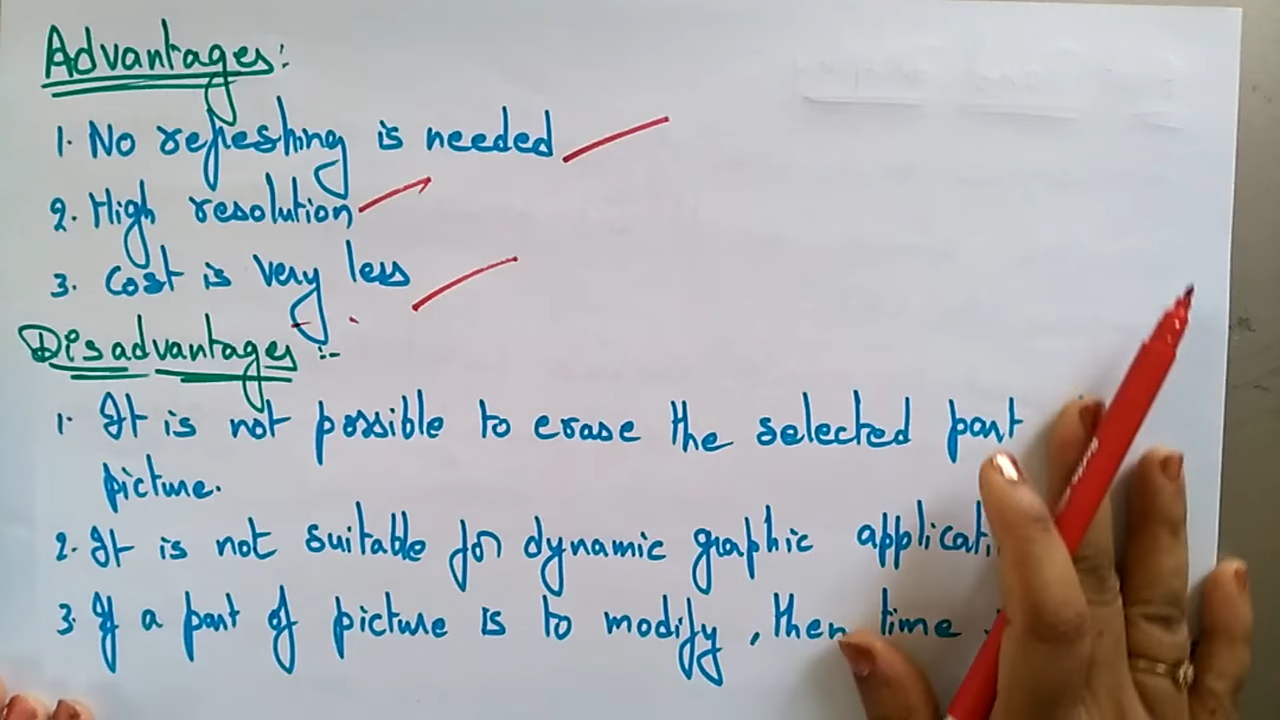 Advantages:
1. No refreshing is needed
2. High resolution
3. Cost is very less
Disadvantages :-
1. It is not possible to erase the selected part
picture.
2. It is not suitable for dynamic graphic applicati
3. If a part of picture is to modify, then time